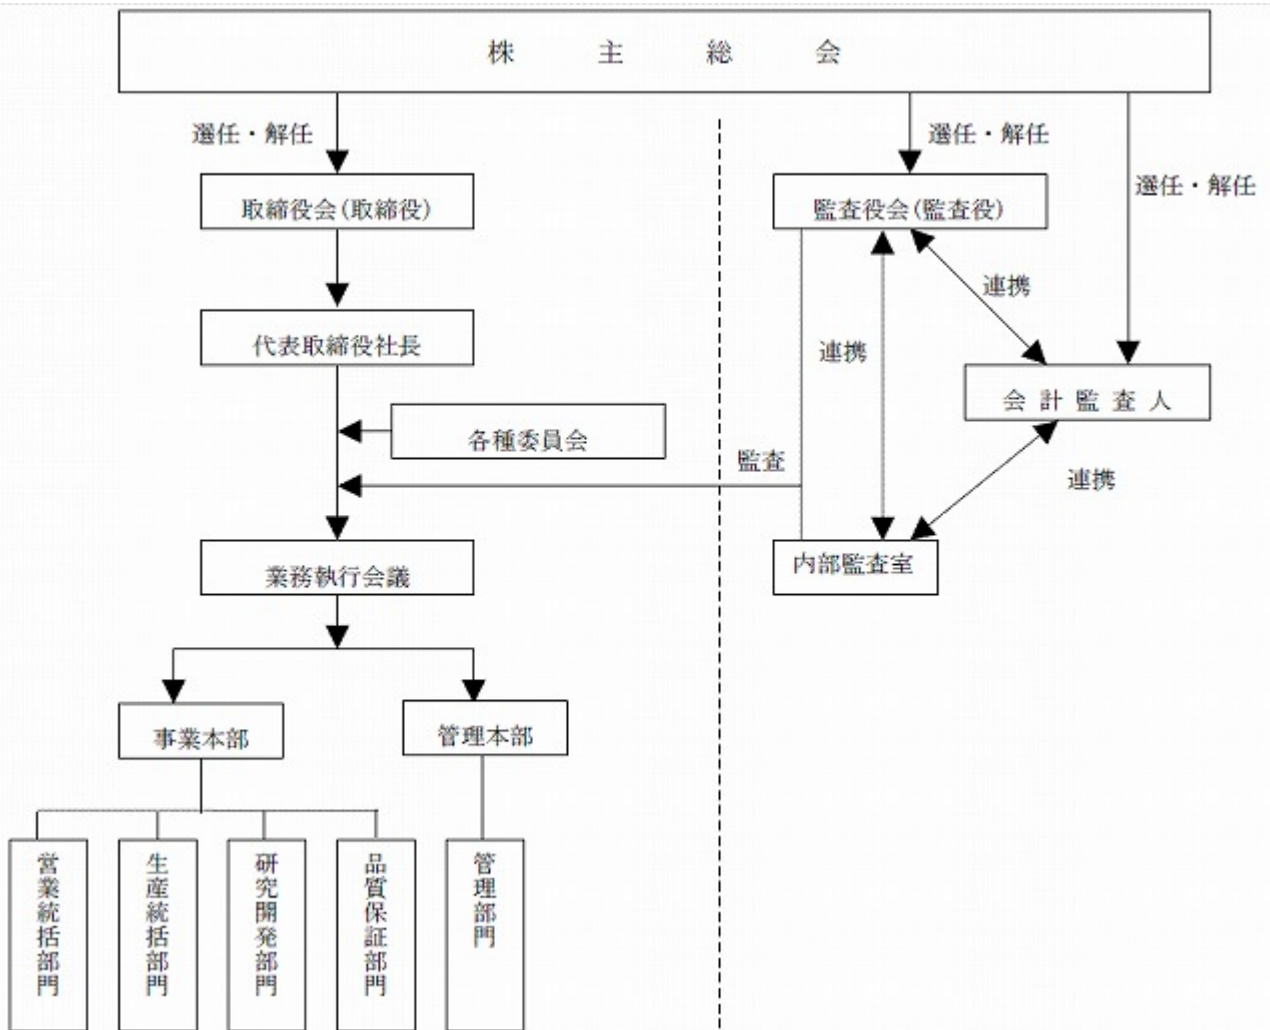 株主総会
選任・解任
選任・解任
選任・解任
取締役会(取締役)
監査役会(監査役)
連携
代表取締役社長
連携
会計監査人
各種委員会
監査
連携
業務執行会議
内部監査室
事業本部
管理本部
営業統括部門
生産統括部門
研究開発部門
品質保証部門
管理部門